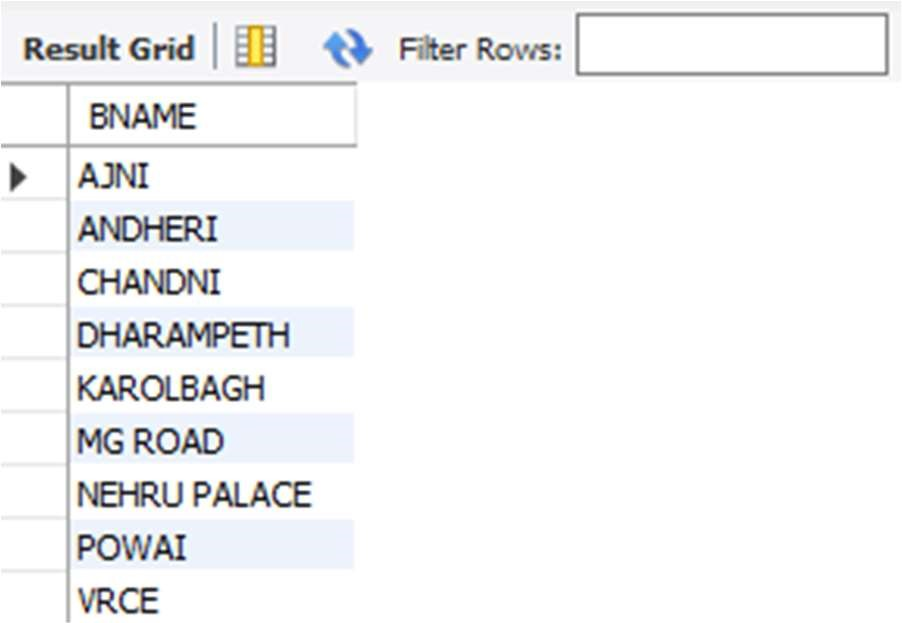 Result Grid Filter Rows:
BNAME
AJNI
ANDHERI
CHANDNI
DHARAMPETH
KAROLBAGH
MG ROAD
NEHRU PALACE
POWAI
VRCE